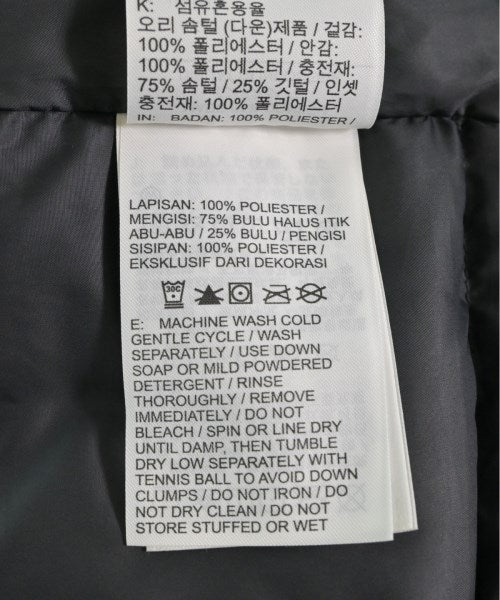 K: 섬유혼용율
오리 솜털 (다운)제품 / 겉감:
100% 폴리에스터 / 안감:
100% 폴리에스터 / 충전재:
75% 솜털 / 25% 깃털 / 인셋
충전재: 100% 폴리에스터
IN: BADAN: 100% POLIESTER /
LAPISAN: 100% POLIESTER /
MENGISI: 75% BULU HALUS ITIK
ABU-ABU / 25% BULU / PENGISI
SISIPAN: 100% POLIESTER /
EKSKLUSIF DARI DEKORASI
30C
E: MACHINE WASH COLD
GENTLE CYCLE / WASH
SEPARATELY / USE DOWN
SOAP OR MILD POWDERED
DETERGENT / RINSE
THOROUGHLY / REMOVE
IMMEDIATELY / DO NOT
BLEACH / SPIN OR LINE DRY
UNTIL DAMP, THEN TUMBLE
DRY LOW SEPARATELY WITH
TENNIS BALL TO AVOID DOWN
CLUMPS / DO NOT IRON / DO
NOT DRY CLEAN / DO NOT
STORE STUFFED OR WET